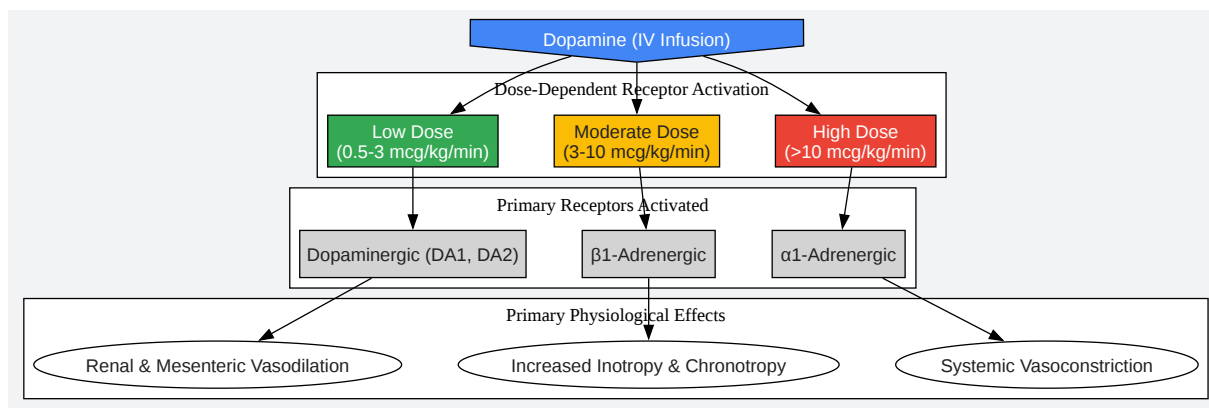 Dopamine (IV Infusion)
Dose-Dependent Receptor Activation
Low Dose
(0.5-3 mcg/kg/min)
Moderate Dose
(3-10 mcg/kg/min)
High Dose
(>10 mcg/kg/min)
Primary Receptors Activated
Dopaminergic (DA1, DA2)
β1-Adrenergic
α1-Adrenergic
Primary Physiological Effects
Renal & Mesenteric Vasodilation
Increased Inotropy & Chronotropy
Systemic Vasoconstriction